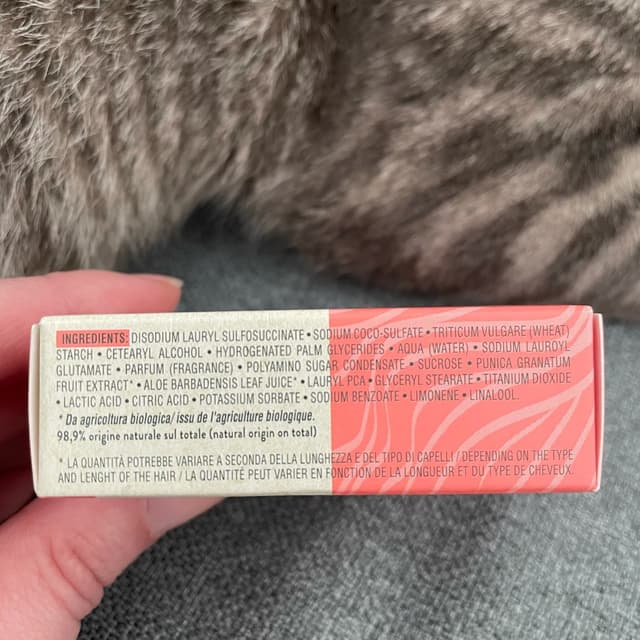 INGREDIENTS: DISODIUM LAURYL SULFOSUCCINATE • SODIUM COCO-SULFATE • TRITICUM VULGARE (WHEAT)
STARCH • CETEARYL ALCOHOL • HYDROGENATED PALM GLYCERIDES • AQUA (WATER) • SODIUM LAUROYL
GLUTAMATE • PARFUM (FRAGRANCE) • POLYAMINO SUGAR CONDENSATE • SUCROSE • PUNICA GRANATUM
FRUIT EXTRACT* • ALOE BARBADENSIS LEAF JUICE* • LAURYL PCA • GLYCERYL STEARATE • TITANIUM DIOXIDE
• LACTIC ACID • CITRIC ACID • POTASSIUM SORBATE • SODIUM BENZOATE • LIMONENE • LINALOOL.
* Da agricoltura biologica/ issu de l'agriculture biologique.
98,9% origine naturale sul totale (natural origin on total)
* LA QUANTITÀ POTREBBE VARIARE A SECONDA DELLA LUNGHEZZA E DEL TIPO DI CAPELLI / DEPENDING ON THE TYPE
AND LENGHT OF THE HAIR / LA QUANTITÉ PEUT VARIER EN FONCTION DE LA LONGUEUR ET DU TYPE DE CHEVEUX.